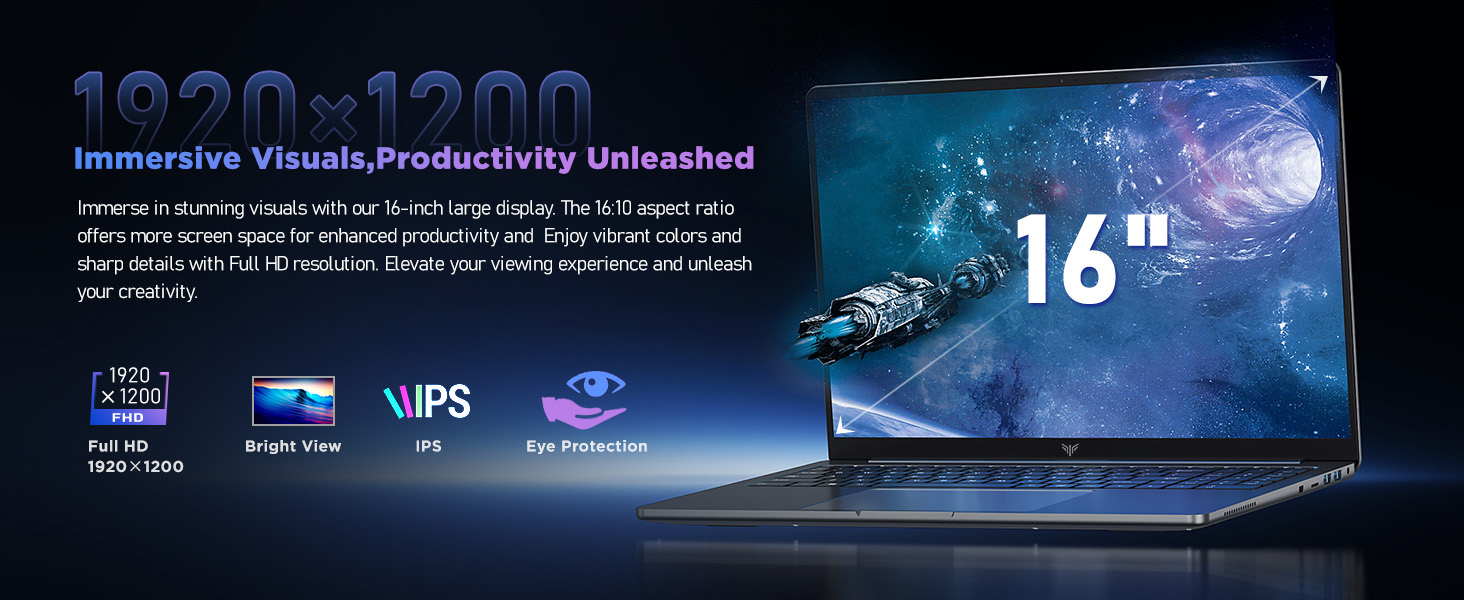 1920×1200
Immersive Visuals,Productivity Unleashed
Immerse in stunning visuals with our 16-inch large display. The 16:10 aspect ratio
offers more screen space for enhanced productivity and  Enjoy vibrant colors and
sharp details with Full HD resolution. Elevate your viewing experience and unleash
your creativity.
16"
1920
×1200
FHD
Full HD
1920×1200
Bright View
IPS
IPS
Eye Protection